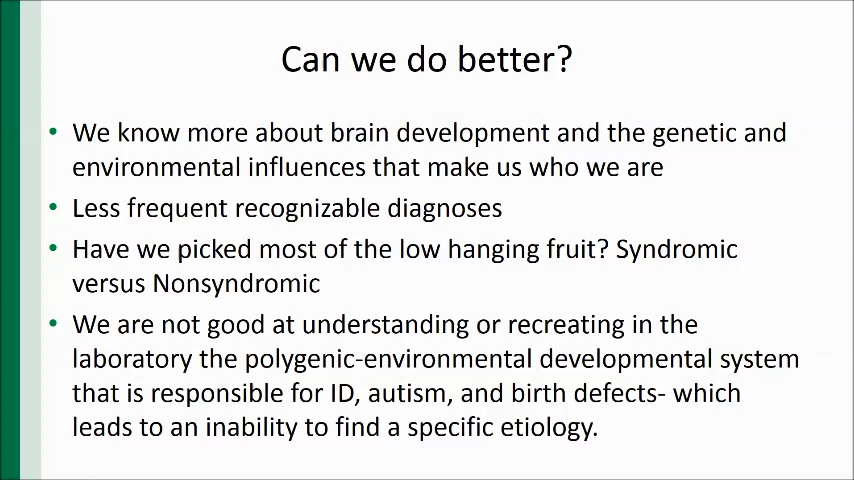 Can we do better?
• We know more about brain development and the genetic and
environmental influences that make us who we are
• Less frequent recognizable diagnoses
• Have we picked most of the low hanging fruit? Syndromic
versus Nonsyndromic
• We are not good at understanding or recreating in the
laboratory the polygenic-environmental developmental system
that is responsible for ID, autism, and birth defects- which
leads to an inability to find a specific etiology.